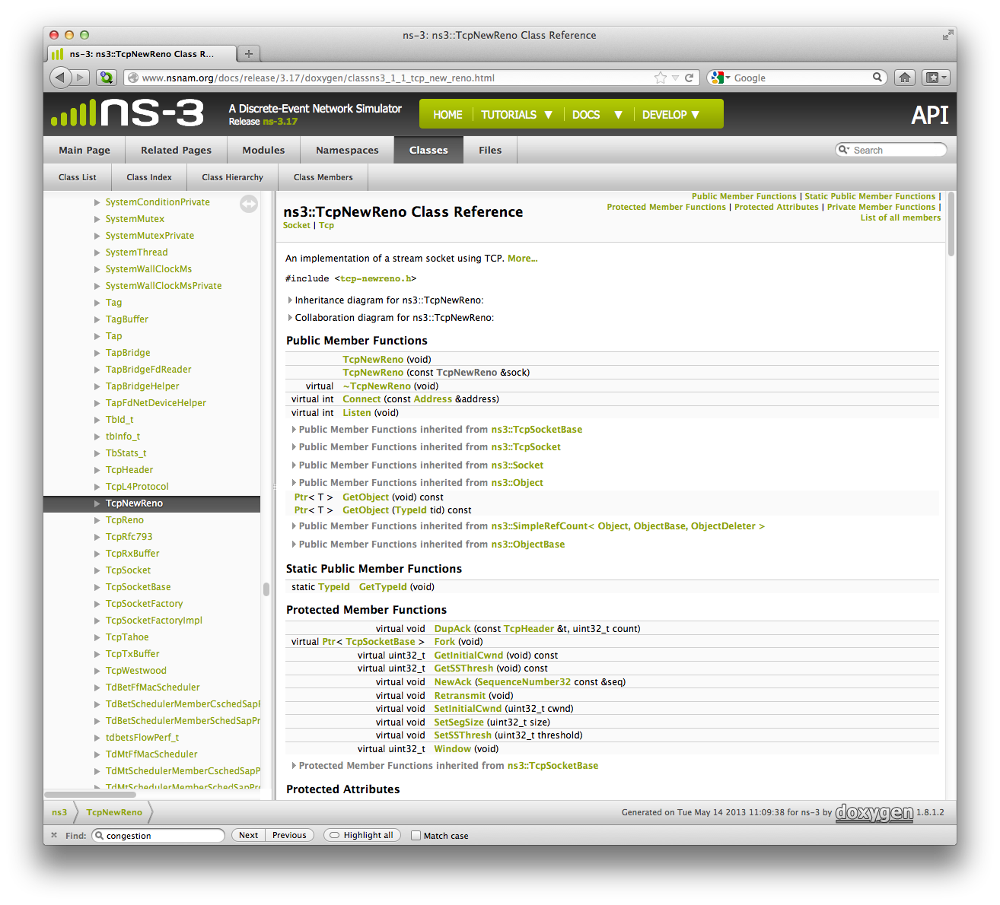 ns-3: ns3::TcpNewReno Class Reference
ns-3: ns3::TcpNewReno Class R...
www.nsnam.org/docs/release/3.17/doxygen/classns3_1_1_tcp_new_reno.html
Google
ns-3
A Discrete-Event Network Simulator
Release ns-3.17
HOME TUTORIALS ▼ DOCS ▼ DEVELOP ▼
API
Main Page Related Pages Modules Namespaces Classes Files
Search
Class List Class Index Class Hierarchy Class Members
SystemConditionPrivate
SystemMutex
SystemMutexPrivate
SystemThread
SystemWallClockMs
SystemWallClockMsPrivate
Tag
TagBuffer
Tap
TapBridge
TapBridgeFdReader
TapBridgeHelper
TapFdNetDeviceHelper
TbId_t
tbInfo_t
TbStats_t
TcpHeader
TcpL4Protocol
TcpNewReno
TcpReno
TcpRfc793
TcpRxBuffer
TcpSocket
TcpSocketBase
TcpSocketFactory
TcpSocketFactoryImpl
TcpTahoe
TcpTxBuffer
TcpWestwood
TdBetFfMacScheduler
TdBetSchedulerMemberCschedSapP
TdBetSchedulerMemberSchedSapPr
tdbetsFlowPerf_t
TdMtFfMacScheduler
TdMtSchedulerMemberCschedSapP
TdMtSchedulerMemberSchedSapPro
ns3::TcpNewReno Class Reference
Socket | Tcp
Public Member Functions | Static Public Member Functions |
Protected Member Functions | Protected Attributes | Private Member Functions |
List of all members
An implementation of a stream socket using TCP. More...
#include <tcp-newreno.h>
Inheritance diagram for ns3::TcpNewReno:
Collaboration diagram for ns3::TcpNewReno:
Public Member Functions
TcpNewReno (void)
TcpNewReno (const TcpNewReno &sock)
virtual ~TcpNewReno (void)
virtual int Connect (const Address &address)
virtual int Listen (void)
Public Member Functions inherited from ns3::TcpSocketBase
Public Member Functions inherited from ns3::TcpSocket
Public Member Functions inherited from ns3::Socket
Public Member Functions inherited from ns3::Object
Ptr< T > GetObject (void) const
Ptr< T > GetObject (TypeId tid) const
Public Member Functions inherited from ns3::SimpleRefCount< Object, ObjectBase, ObjectDeleter >
Public Member Functions inherited from ns3::ObjectBase
Static Public Member Functions
static TypeId GetTypeId (void)
Protected Member Functions
virtual void DupAck (const TcpHeader &t, uint32_t count)
virtual Ptr< TcpSocketBase > Fork (void)
virtual uint32_t GetInitialCwnd (void) const
virtual uint32_t GetSSThresh (void) const
virtual void NewAck (SequenceNumber32 const &seq)
virtual void Retransmit (void)
virtual void SetInitialCwnd (uint32_t cwnd)
virtual void SetSegSize (uint32_t size)
virtual void SetSSThresh (uint32_t threshold)
virtual uint32_t Window (void)
Protected Member Functions inherited from ns3::TcpSocketBase
Protected Attributes
ns3 TcpNewReno
Generated on Tue May 14 2013 11:09:38 for ns-3 by doxygen 1.8.1.2
Find: congestion Next Previous Highlight all Match case